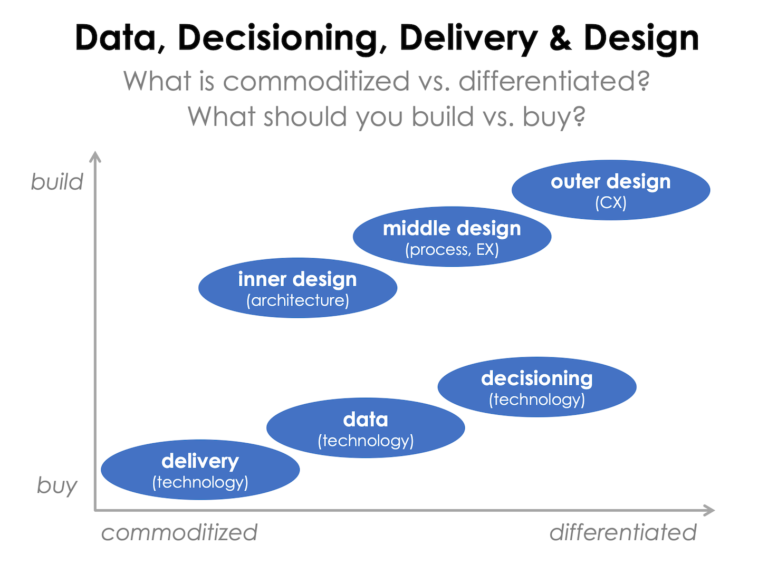 Data, Decisioning, Delivery & Design
What is commoditized vs. differentiated?
What should you build vs. buy?
build
outer design
(CX)
middle design
(process, EX)
inner design
(architecture)
decisioning
(technology)
data
(technology)
delivery
(technology)
buy
commoditized
differentiated